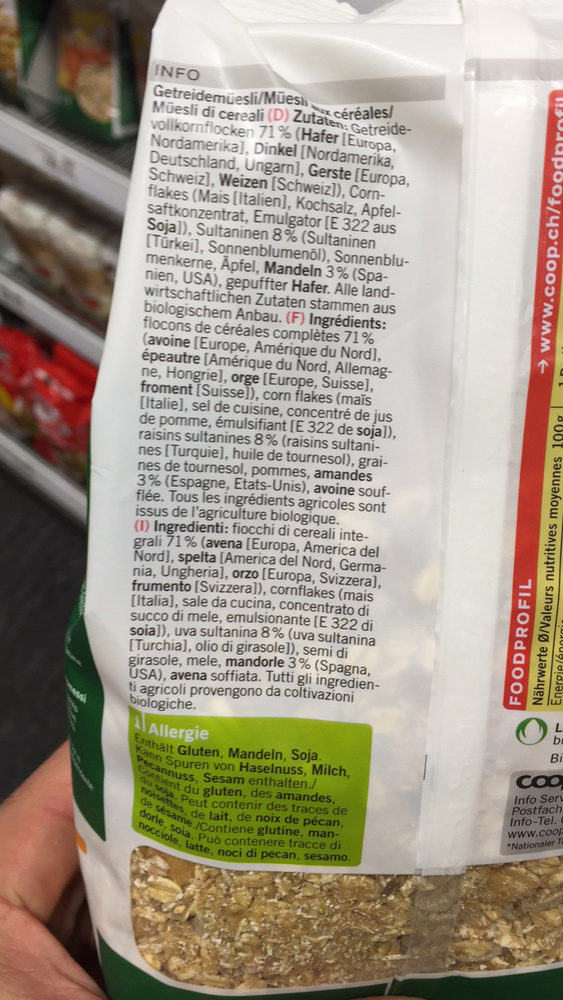 INFO
Getreidemüesli/Müesli aux céréales/
Müesli di cereali (D) Zutaten: Getreide-
vollkornflocken 71% (Hafer [Europa,
Nordamerika], Dinkel [Nordamerika,
Deutschland, Ungarn], Gerste [Europa,
Schweiz], Weizen [Schweiz]), Corn-
flakes (Mais [Italien], Kochsalz, Apfel-
saftkonzentrat, Emulgator [E 322 aus
Soja]), Sultaninen 8% (Sultaninen
[Türkei], Sonnenblumenöl), Sonnenblu-
menkerne, Äpfel, Mandeln 3% (Spa-
nien, USA), gepuffter Hafer. Alle land-
wirtschaftlichen Zutaten stammen aus
biologischem Anbau. (F) Ingrédients:
flocons de céréales complètes 71%
(avoine [Europe, Amérique du Nord],
épeautre [Amérique du Nord, Allemag-
ne, Hongrie], orge [Europe, Suisse],
froment [Suisse]), corn flakes (maïs
[Italie], sel de cuisine, concentré de jus
de pomme, émulsifiant [E 322 de soja]),
raisins sultanines 8% (raisins sultani-
nes [Turquie], huile de tournesol), grai-
nes de tournesol, pommes, amandes
3% (Espagne, Etats-Unis), avoine souf-
flée. Tous les ingrédients agricoles sont
issus de l'agriculture biologique.
(I) Ingredienti: fiocchi di cereali inte-
grali 71% (avena [Europa, America del
Nord], spelta [America del Nord, Germa-
nia, Ungheria], orzo [Europa, Svizzera],
frumento [Svizzera]), cornflakes (mais
[Italia], sale da cucina, concentrato di
succo di mele, emulsionante [E 322 di
soia]), uva sultanina 8% (uva sultanina
[Turchia], olio di girasole]), semi di
girasole, mele, mandorle 3% (Spagna,
USA), avena soffiata. Tutti gli ingredien-
ti agricoli provengono da coltivazioni
biologiche.
Allergie
Enthält Gluten, Mandeln, Soja.
Kann Spuren von Haselnuss, Milch,
Pecannuss, Sesam enthalten./
Contient du gluten, des amandes,
du soja. Peut contenir des traces de
noisettes, de lait, de noix de pécan,
de sésame./Contiene glutine, man-
dorle, soia. Può contenere tracce di
nocciole, latte, noci di pecan, sesamo.
→ www.coop.ch/foodprofil
FOODPROFIL
Nährwerte Ø/Valeurs nutritives moyennes 100g
Energie/énergie
coop
Info Serv
Postfach
Info-Tel.
www.coop
*Nationaler